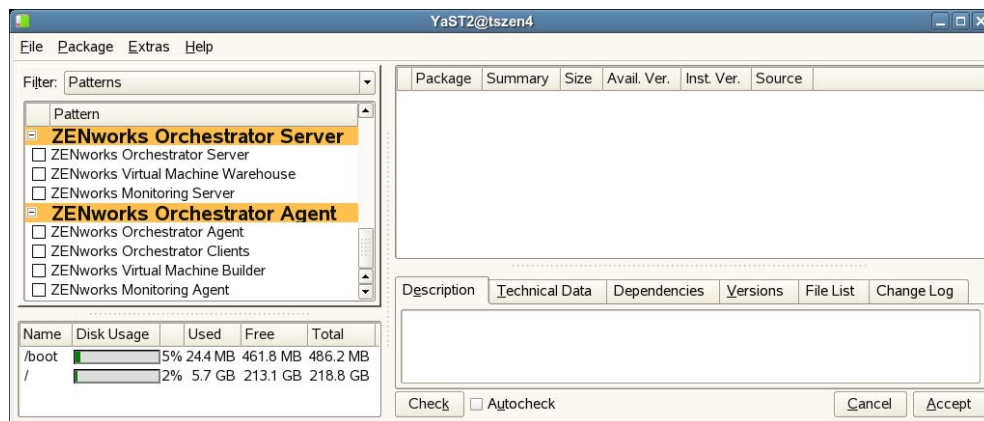 YaST2@tszen4
File Package Extras Help
Filter: Patterns
Pattern
ZENworks Orchestrator Server
ZENworks Orchestrator Server
ZENworks Virtual Machine Warehouse
ZENworks Monitoring Server
ZENworks Orchestrator Agent
ZENworks Orchestrator Agent
ZENworks Orchestrator Clients
ZENworks Virtual Machine Builder
ZENworks Monitoring Agent
Name Disk Usage Used Free Total
/boot 5% 24.4 MB 461.8 MB 486.2 MB
/ 2% 5.7 GB 213.1 GB 218.8 GB
Package Summary Size Avail. Ver. Inst. Ver. Source
Description Technical Data Dependencies Versions File List Change Log
Check Autocheck Cancel Accept